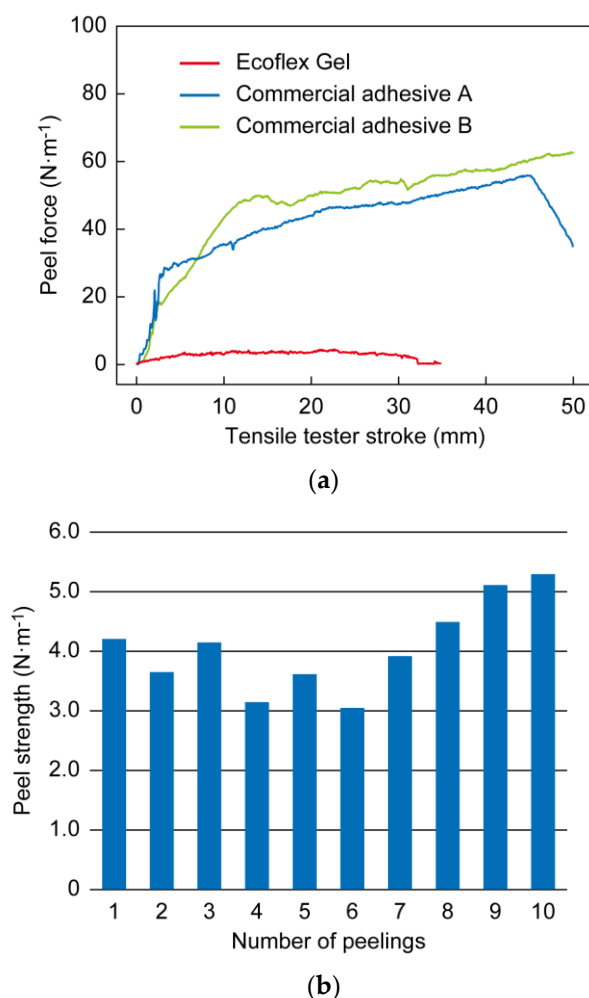 100
80
60
40
20
0
Peel force (N·m⁻¹)
Ecoflex Gel
Commercial adhesive A
Commercial adhesive B
0 10 20 30 40 50
Tensile tester stroke (mm)
(a)
6.0
5.0
4.0
3.0
2.0
1.0
0
Peel strength (N·m⁻¹)
1 2 3 4 5 6 7 8 9 10
Number of peelings
(b)